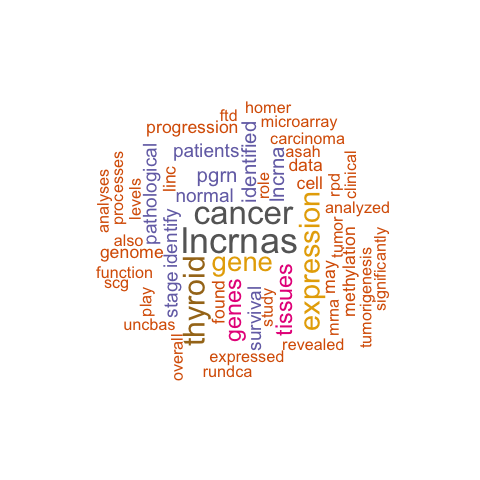 homer
ftd
microarray
progression
carcinoma
patients
identified
asah
lncrna
data
pathological
linc
pgrn
role
cell
rpd
clinical
analyses
processes
levels
normal
cancer
expression
analyzed
also
identify
lncrnas
tumor
genome
gene
may
methylation
significantly
function
stage
thyroid
tissues
tumorigenesis
scg
play
found
genes
survival
study
mrna
uncbas
revealed
overall
expressed
rundca